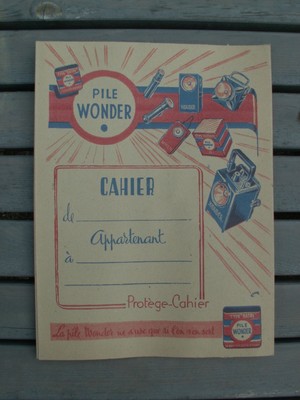 PILE
WONDER
CAHIER
de
Appartenant
à
Protège-Cahier
La pile Wonder ne s'use que si l'on s'en sert
PILE
WONDER